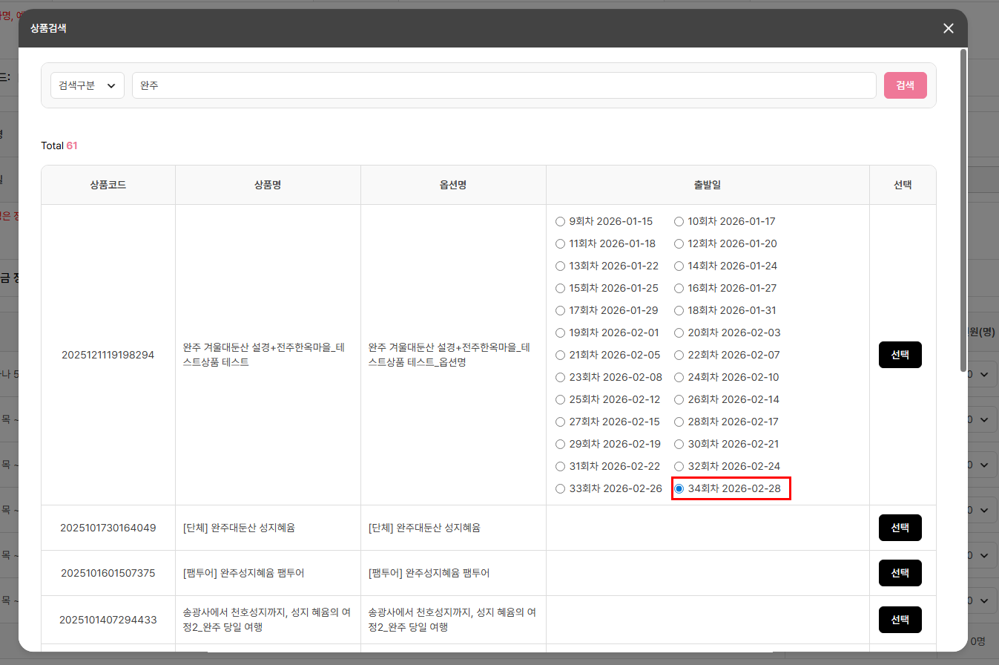 상품검색
검색구분
완주
검색
Total 61
상품코드
상품명
옵션명
출발일
선택
2025121119198294
완주 겨울대둔산 설경+전주한옥마을_테
스트상품 테스트
완주 겨울대둔산 설경+전주한옥마을_테
스트상품 테스트_옵션명
9회차 2026-01-15
10회차 2026-01-17
11회차 2026-01-18
12회차 2026-01-20
13회차 2026-01-22
14회차 2026-01-24
15회차 2026-01-25
16회차 2026-01-27
17회차 2026-01-29
18회차 2026-01-31
19회차 2026-02-01
20회차 2026-02-03
21회차 2026-02-05
22회차 2026-02-07
23회차 2026-02-08
24회차 2026-02-10
25회차 2026-02-12
26회차 2026-02-14
27회차 2026-02-15
28회차 2026-02-17
29회차 2026-02-19
30회차 2026-02-21
31회차 2026-02-22
32회차 2026-02-24
33회차 2026-02-26
34회차 2026-02-28
선택
2025101730164049
[단체] 완주대둔산 성지혜윰
[단체] 완주대둔산 성지혜윰
선택
2025101601507375
[팸투어] 완주성지혜윰 팸투어
[팸투어] 완주성지혜윰 팸투어
선택
2025101407294433
송광사에서 천호성지까지, 성지 혜윰의 여
정2_완주 당일 여행
송광사에서 천호성지까지, 성지 혜윰의 여
정2_완주 당일 여행
선택
원(명)
0
0
0
0
0
0
0명